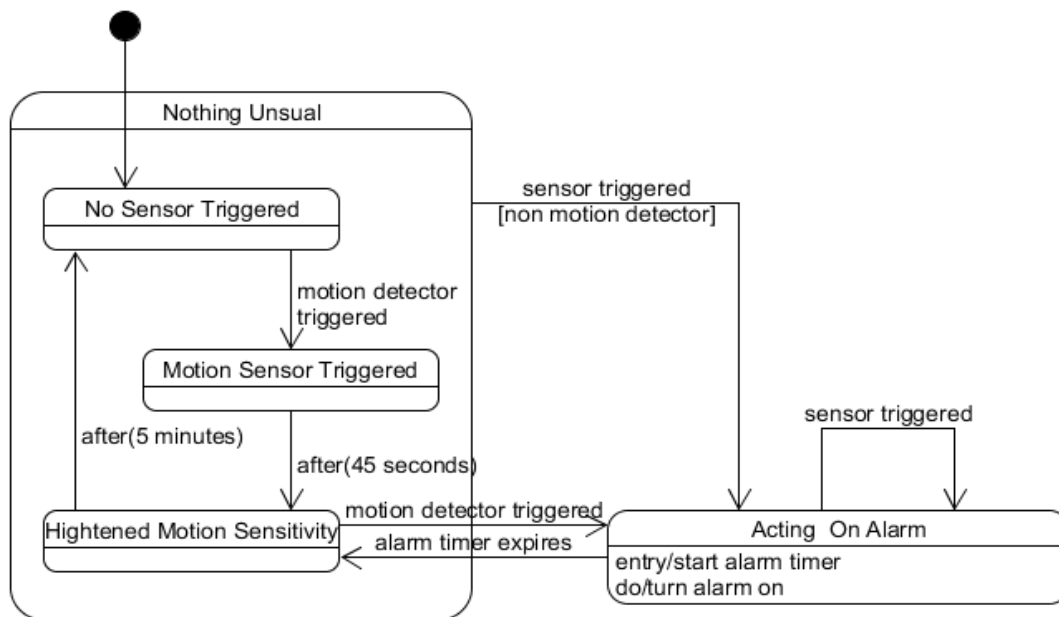 Nothing Unsual
No Sensor Triggered
sensor triggered
[non motion detector]
motion detector
triggered
Motion Sensor Triggered
after(5 minutes)
after(45 seconds)
sensor triggered
Hightened Motion Sensitivity
motion detector triggered
alarm timer expires
Acting On Alarm
entry/start alarm timer
do/turn alarm on